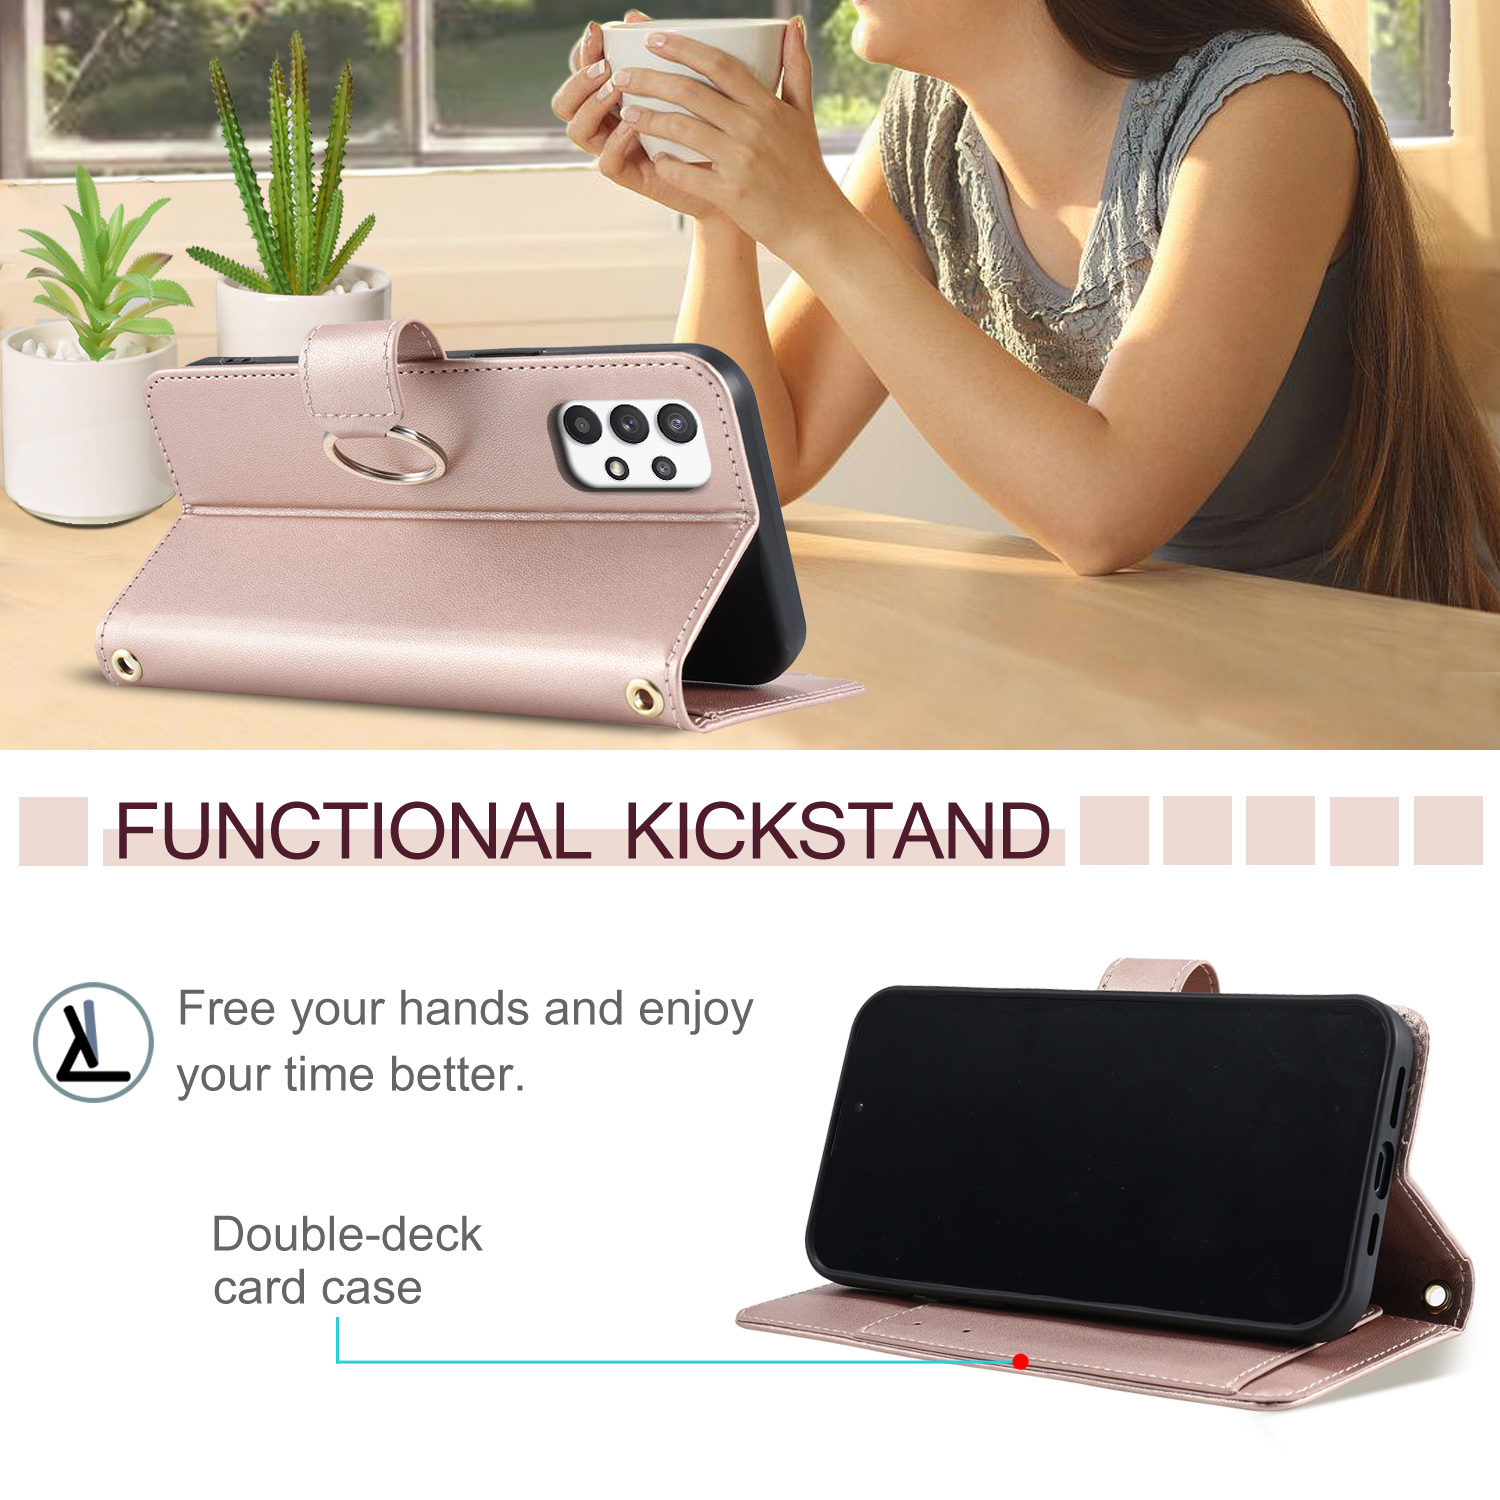 FUNCTIONAL KICKSTAND
Free your hands and enjoy
your time better.
Double-deck
card case